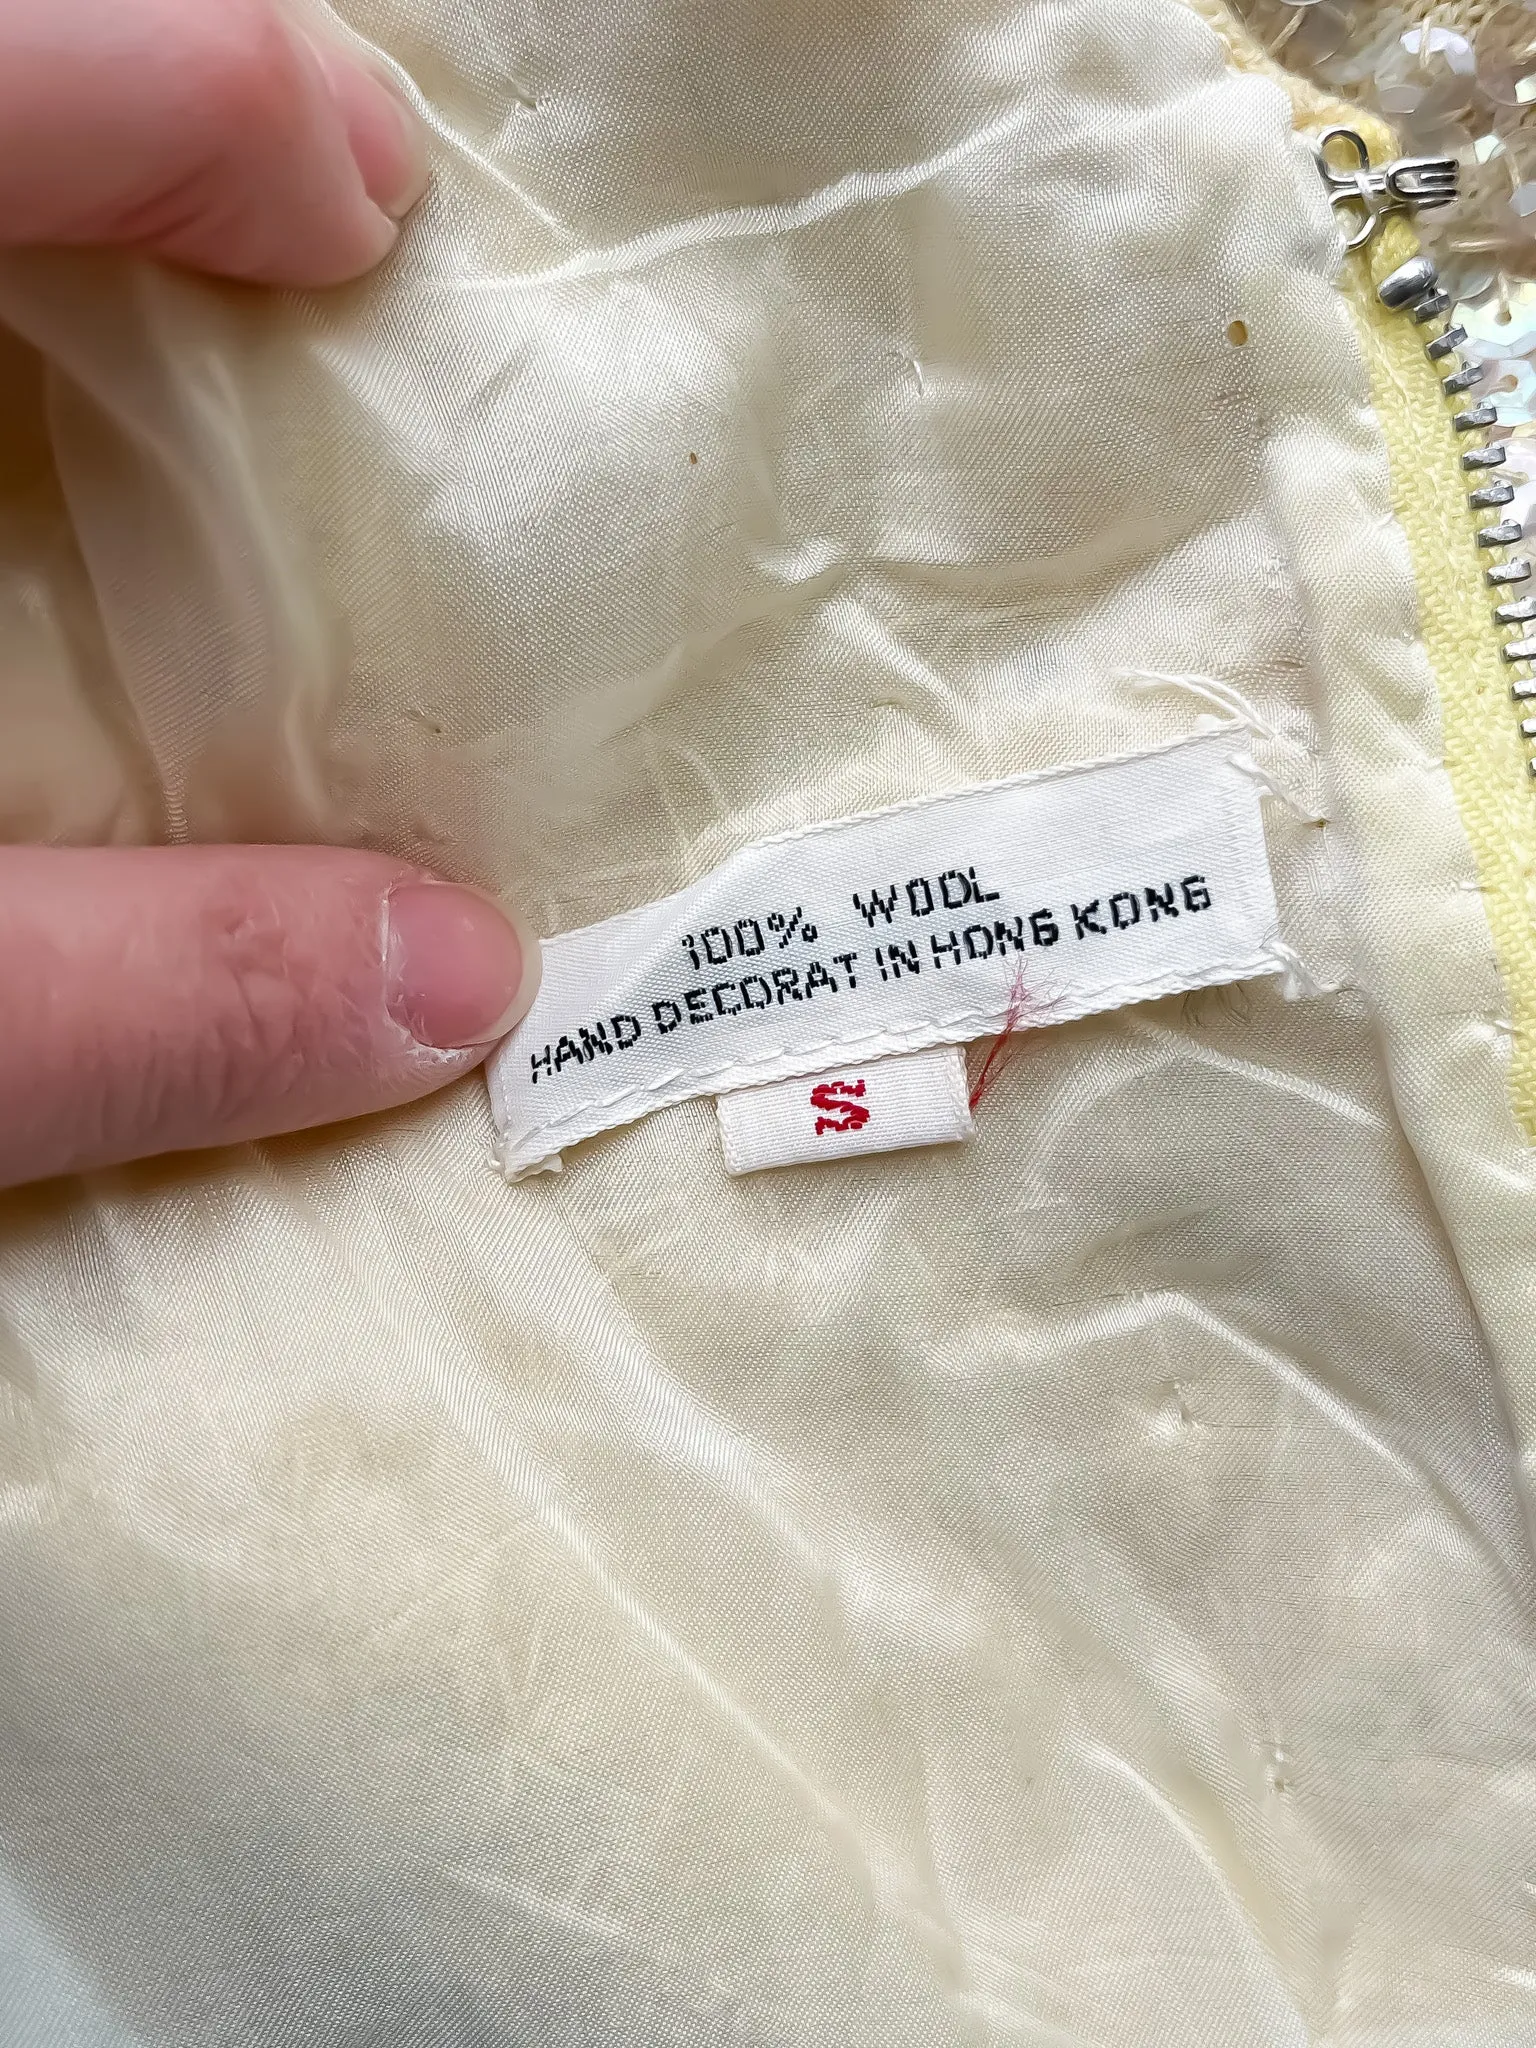 100% WOOL
HAND DECORAT IN HONG KONG
S